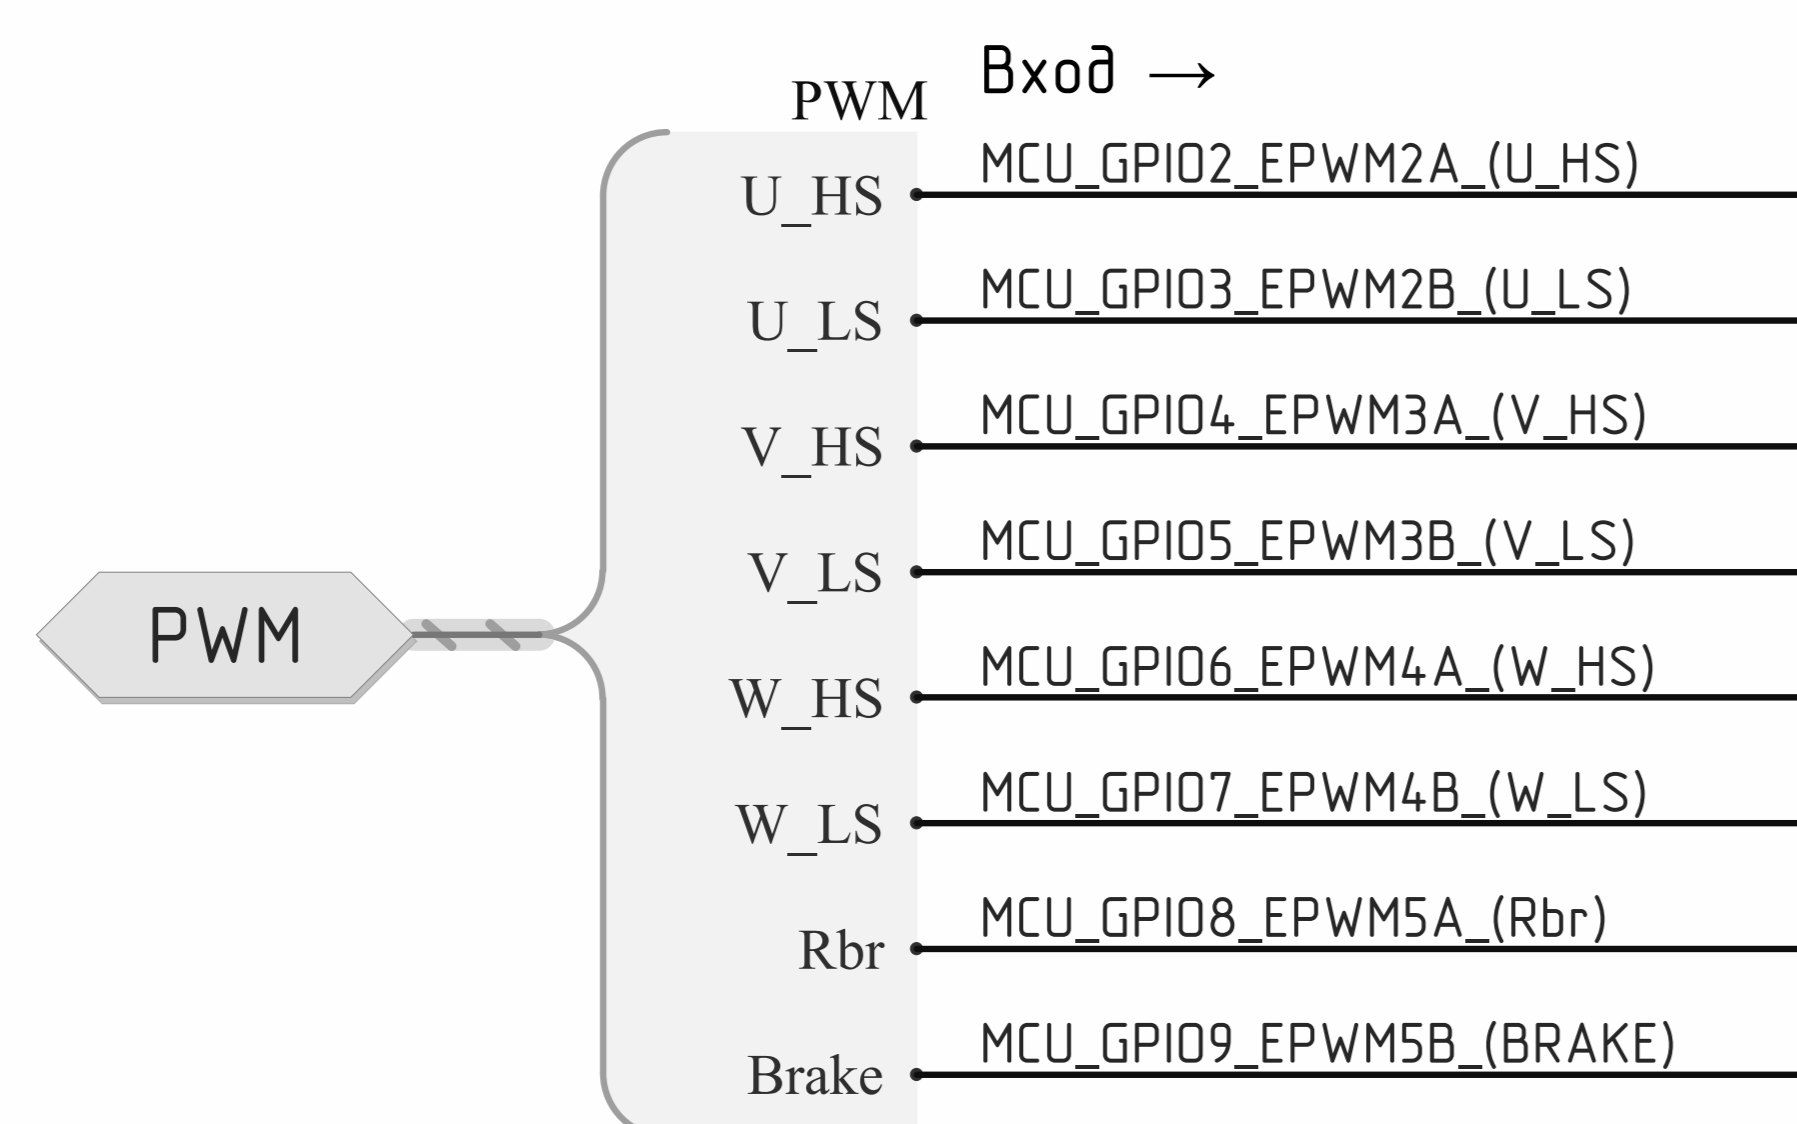 Вход →
PWM
MCU_GPIO2_EPWM2A_(U_HS)
U_HS
MCU_GPIO3_EPWM2B_(U_LS)
U_LS
MCU_GPIO4_EPWM3A_(V_HS)
V_HS
MCU_GPIO5_EPWM3B_(V_LS)
V_LS
PWM
MCU_GPIO6_EPWM4A_(W_HS)
W_HS
MCU_GPIO7_EPWM4B_(W_LS)
W_LS
MCU_GPIO8_EPWM5A_(Rbr)
Rbr
MCU_GPIO9_EPWM5B_(BRAKE)
Brake